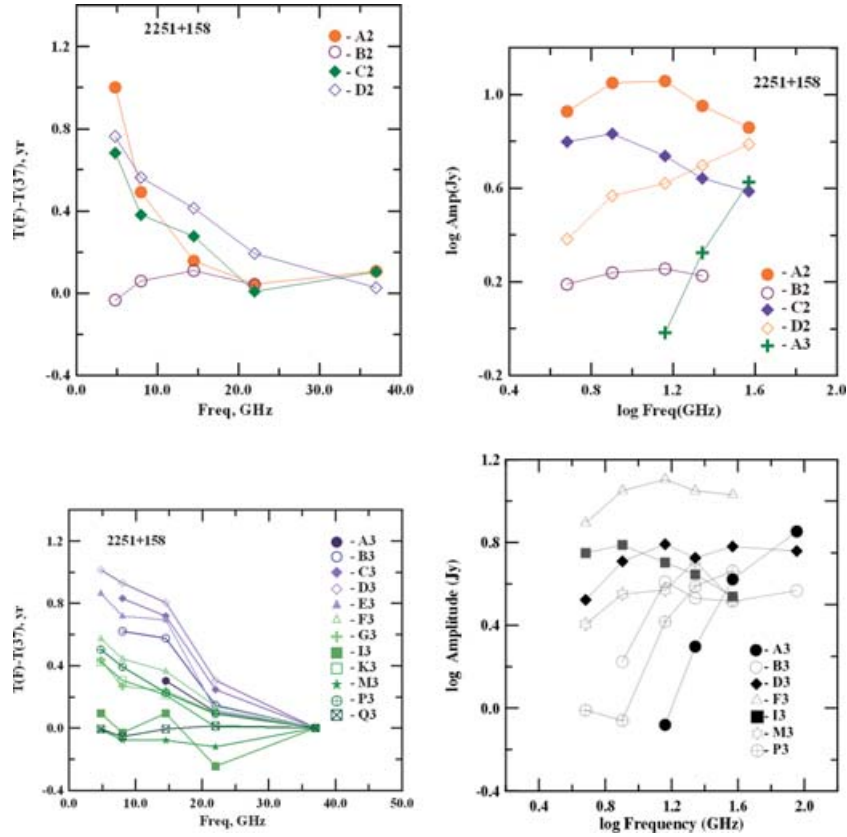 2251+158
- A2
- B2
- C2
- D2
T(F)-T(37), yr
1.2
0.8
0.4
0.0
-0.4
0.0
10.0
20.0
30.0
40.0
Freq, GHz
2251+158
log Amp(Jy)
1.0
0.6
0.2
-0.2
- A2
- B2
- C2
- D2
- A3
0.4
0.8
1.2
1.6
2.0
log Freq(GHz)
2251+158
- A3
- B3
- C3
- D3
- E3
- F3
- G3
- I3
- K3
- M3
- P3
- Q3
T(F)-T(37), yr
1.2
1.0
0.8
0.6
0.4
0.2
0.0
-0.4
0.0
10.0
20.0
30.0
40.0
50.0
Freq, GHz
log Amplitude (Jy)
1.2
0.8
0.4
0.0
-0.4
- A3
- B3
- D3
- F3
- I3
- M3
- P3
0.4
0.8
1.2
1.6
2.0
log Frequency (GHz)